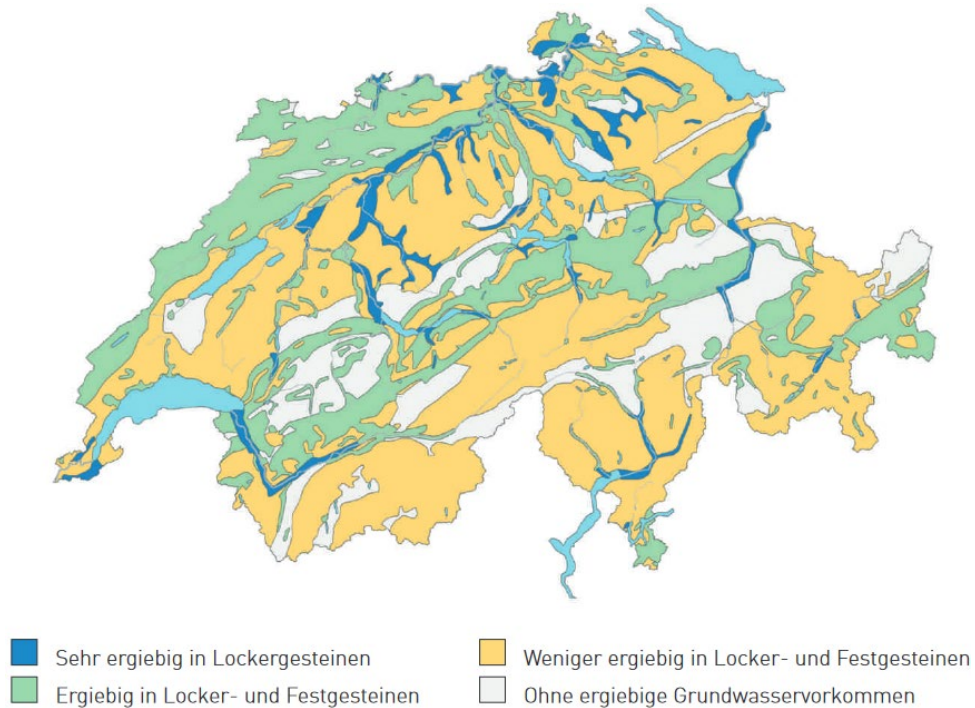 Sehr ergiebig in Lockergesteinen
Weniger ergiebig in Locker- und Festgesteinen
Ergiebig in Locker- und Festgesteinen
Ohne ergiebige Grundwasservorkommen